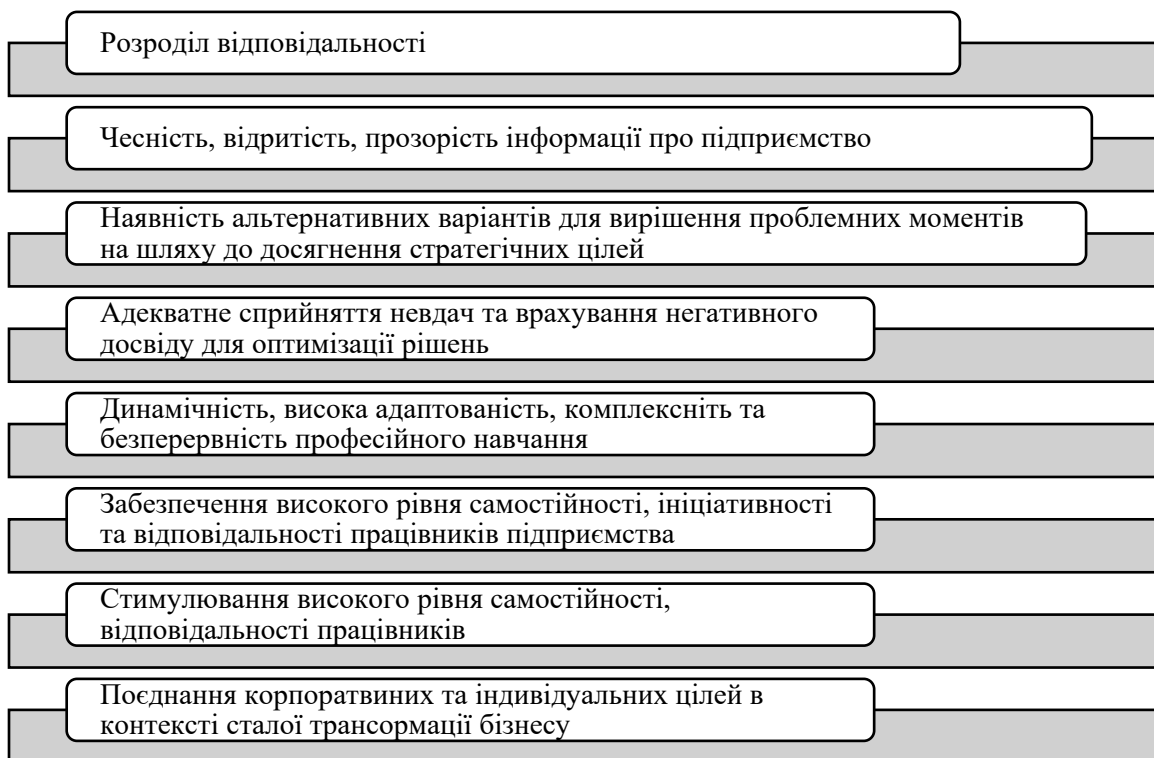 Розроділ відповідальності
Чесність, відритість, прозорість інформації про підприємство
Наявність альтернативних варіантів для вирішення проблемних моментів
на шляху до досягнення стратегічних цілей
Адекватне сприйняття невдач та врахування негативного
досвіду для оптимізації рішень
Динамічність, висока адаптованість, комплексніть та
безперервність професійного навчання
Забезпечення високого рівня самостійності, ініціативності
та відповідальності працівників підприємства
Стимулювання високого рівня самостійності,
відповідальності працівників
Поєднання корпоратвиних та індивідуальних цілей в
контексті сталої трансормації бізнесу